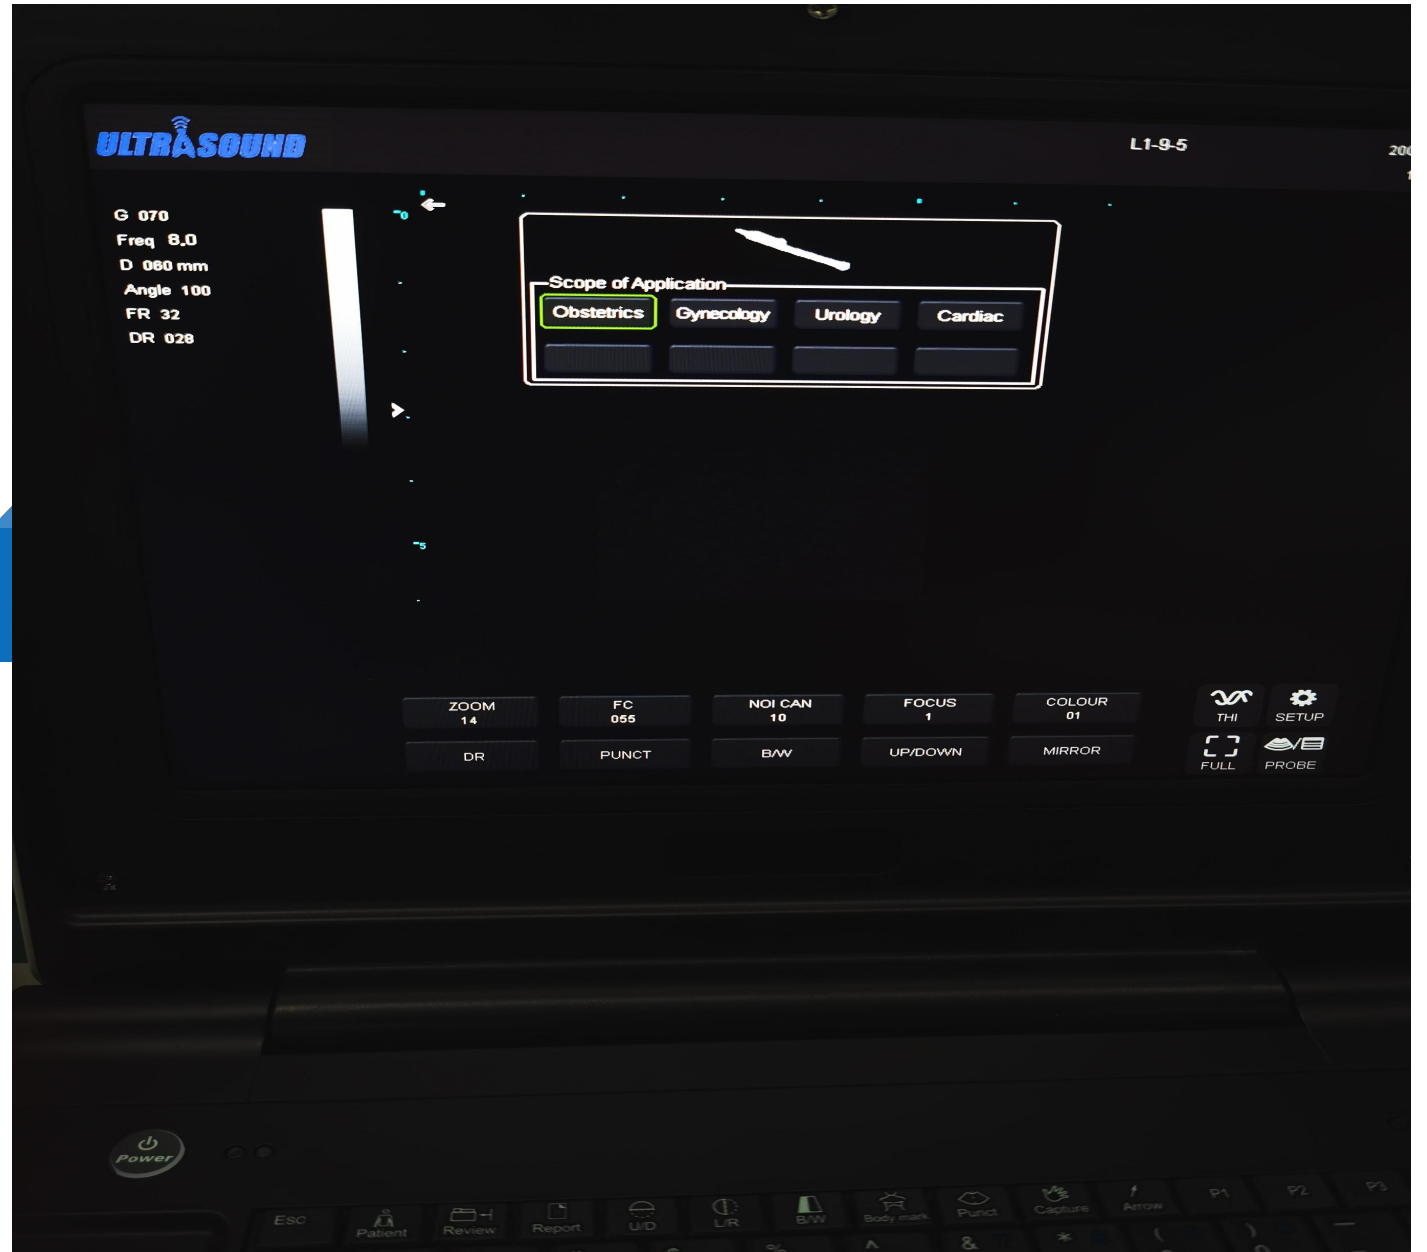 ULTRASOUND
L1-9-5
G 070
Freq 8.0
D 060 mm
Angle 100
FR 32
DR 028
0
5
Scope of Application
Obstetrics Gynecology Urology Cardiac
ZOOM 14
FC 055
NOI CAN 10
FOCUS 1
COLOUR 01
THI
SETUP
DR
PUNCT
B/W
UP/DOWN
MIRROR
FULL
PROBE
Power
Esc
Patient
Review
Report
U/D
L/R
B/W
Body mark
Punct
Capture
Arrow
P1
P2
P3
% ^ & * ( ) —